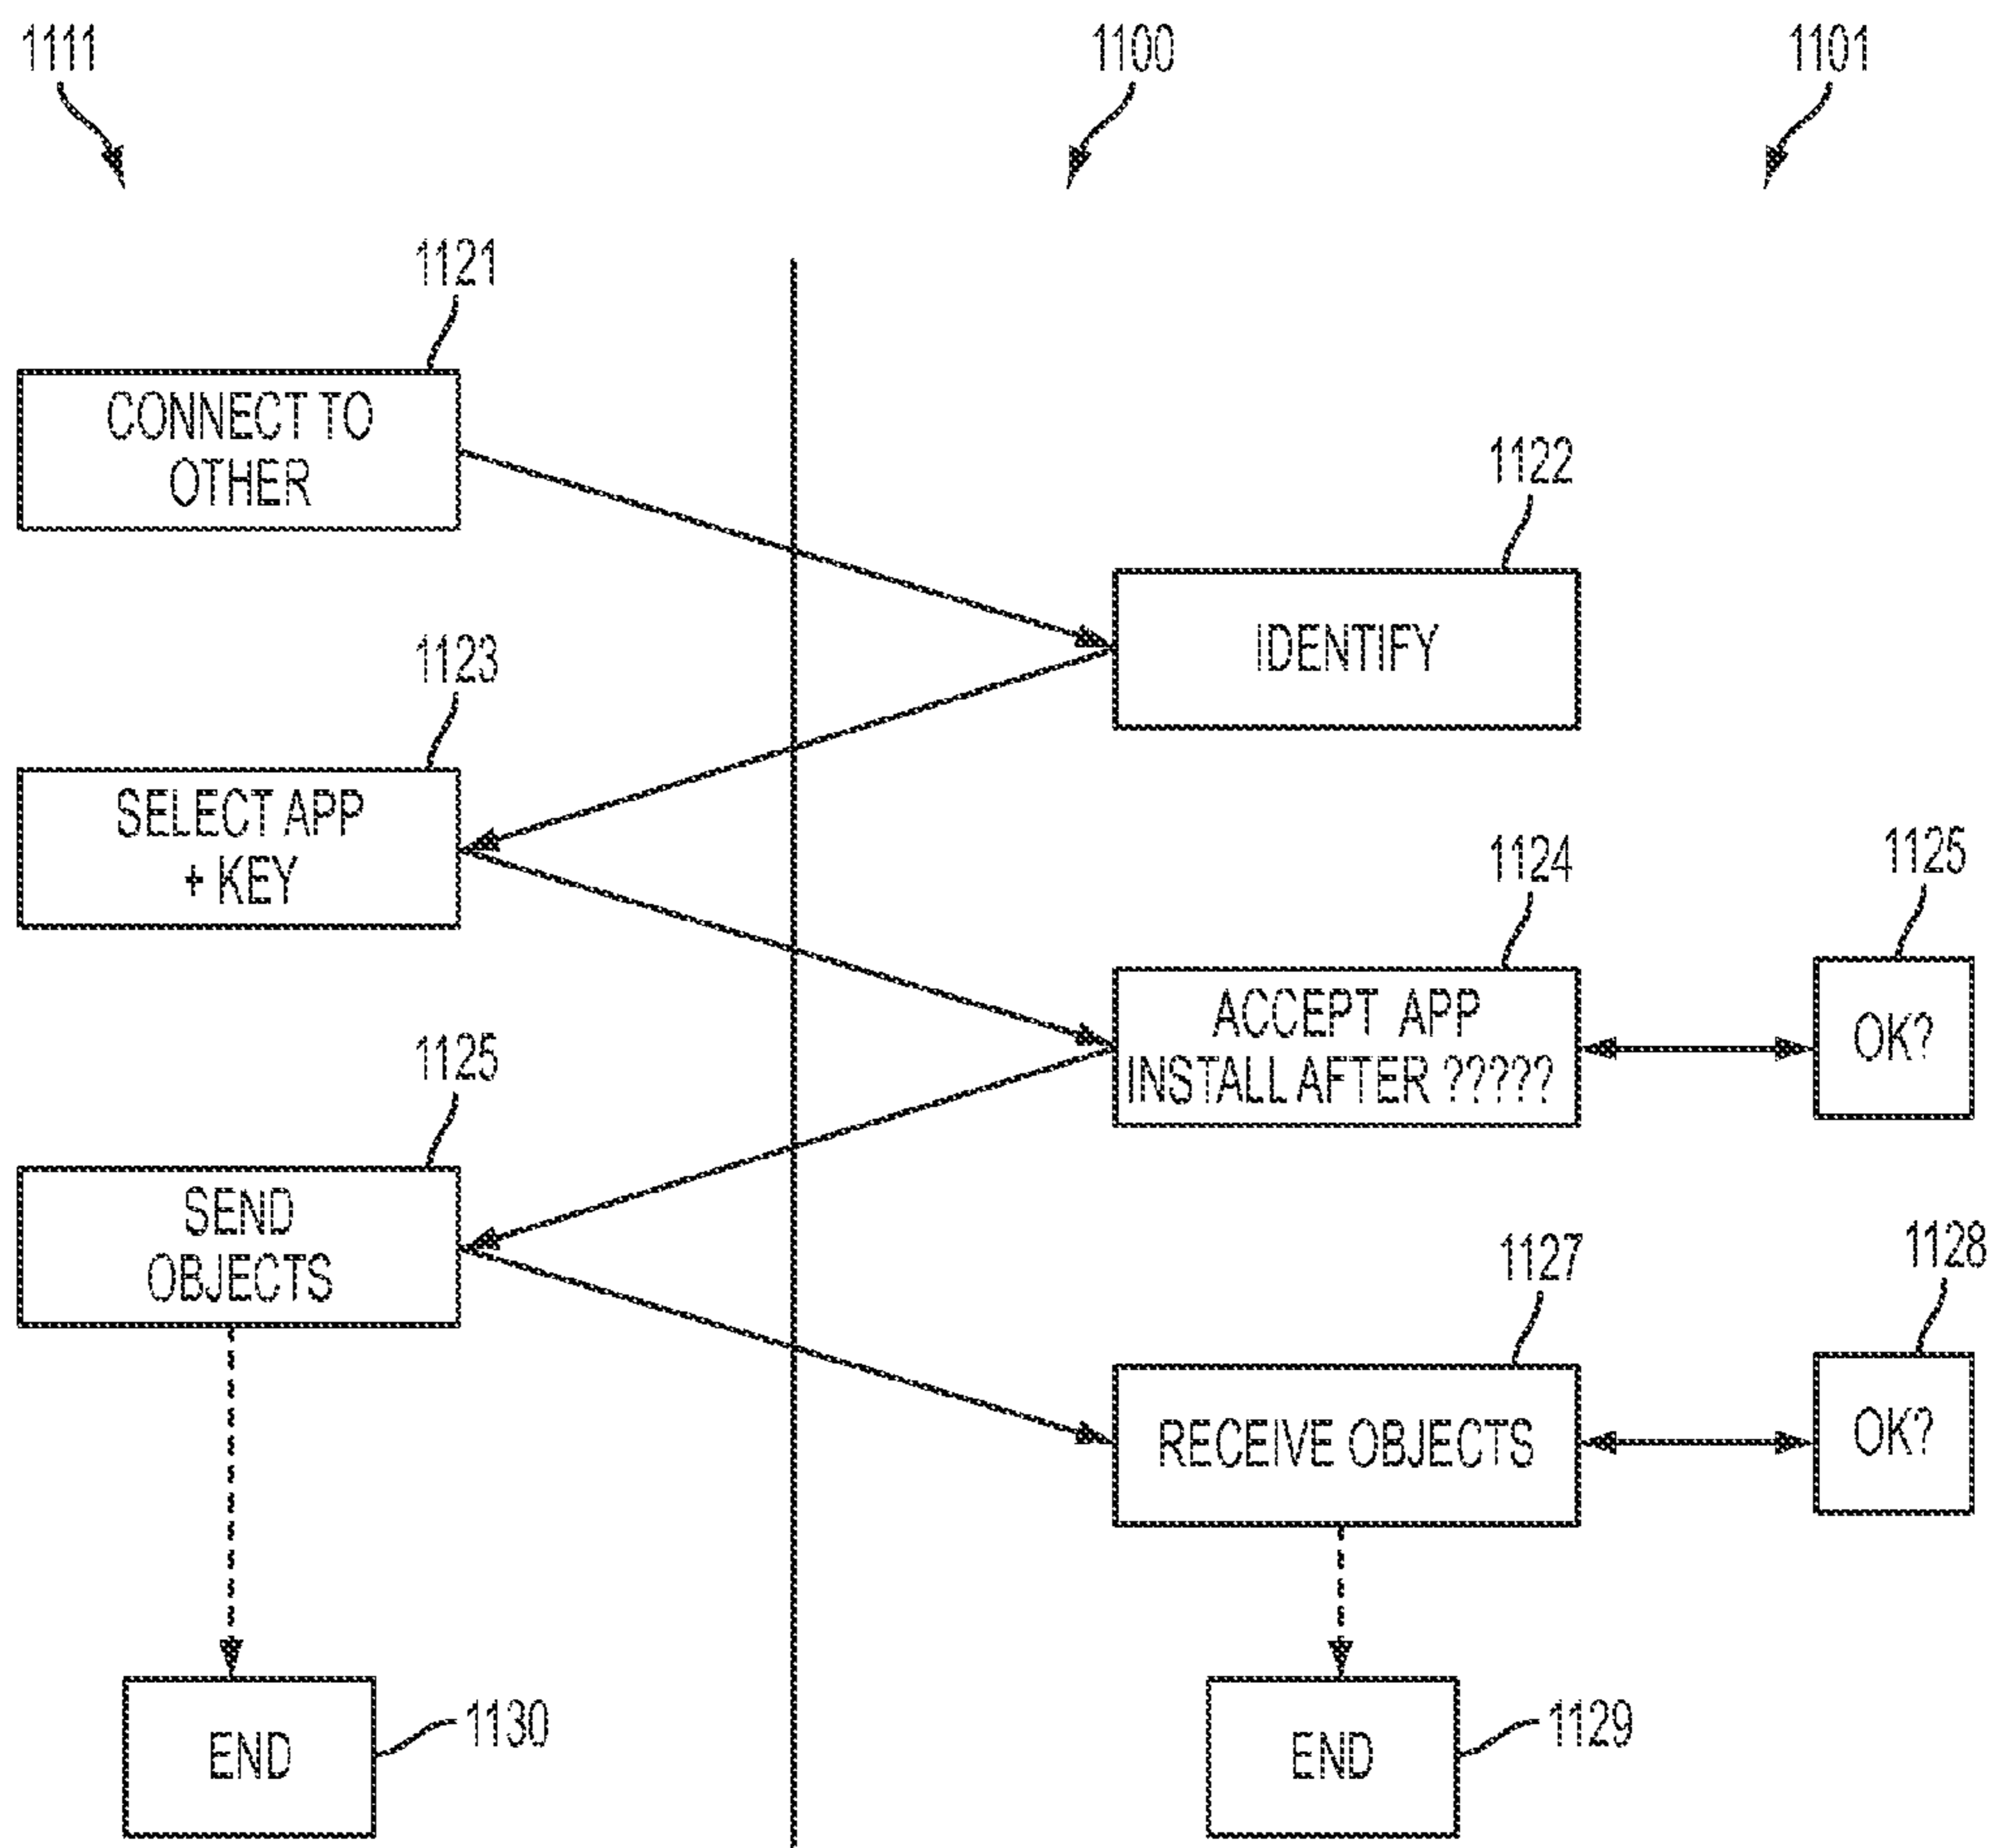 1111
1100
1101
1121
CONNECT TO
OTHER
1122
IDENTIFY
1123
SELECT APP
+ KEY
1124
ACCEPT APP
INSTALL AFTER ?????
1125
OK?
1125
SEND
OBJECTS
1127
RECEIVE OBJECTS
1128
OK?
END
1130
END
1129